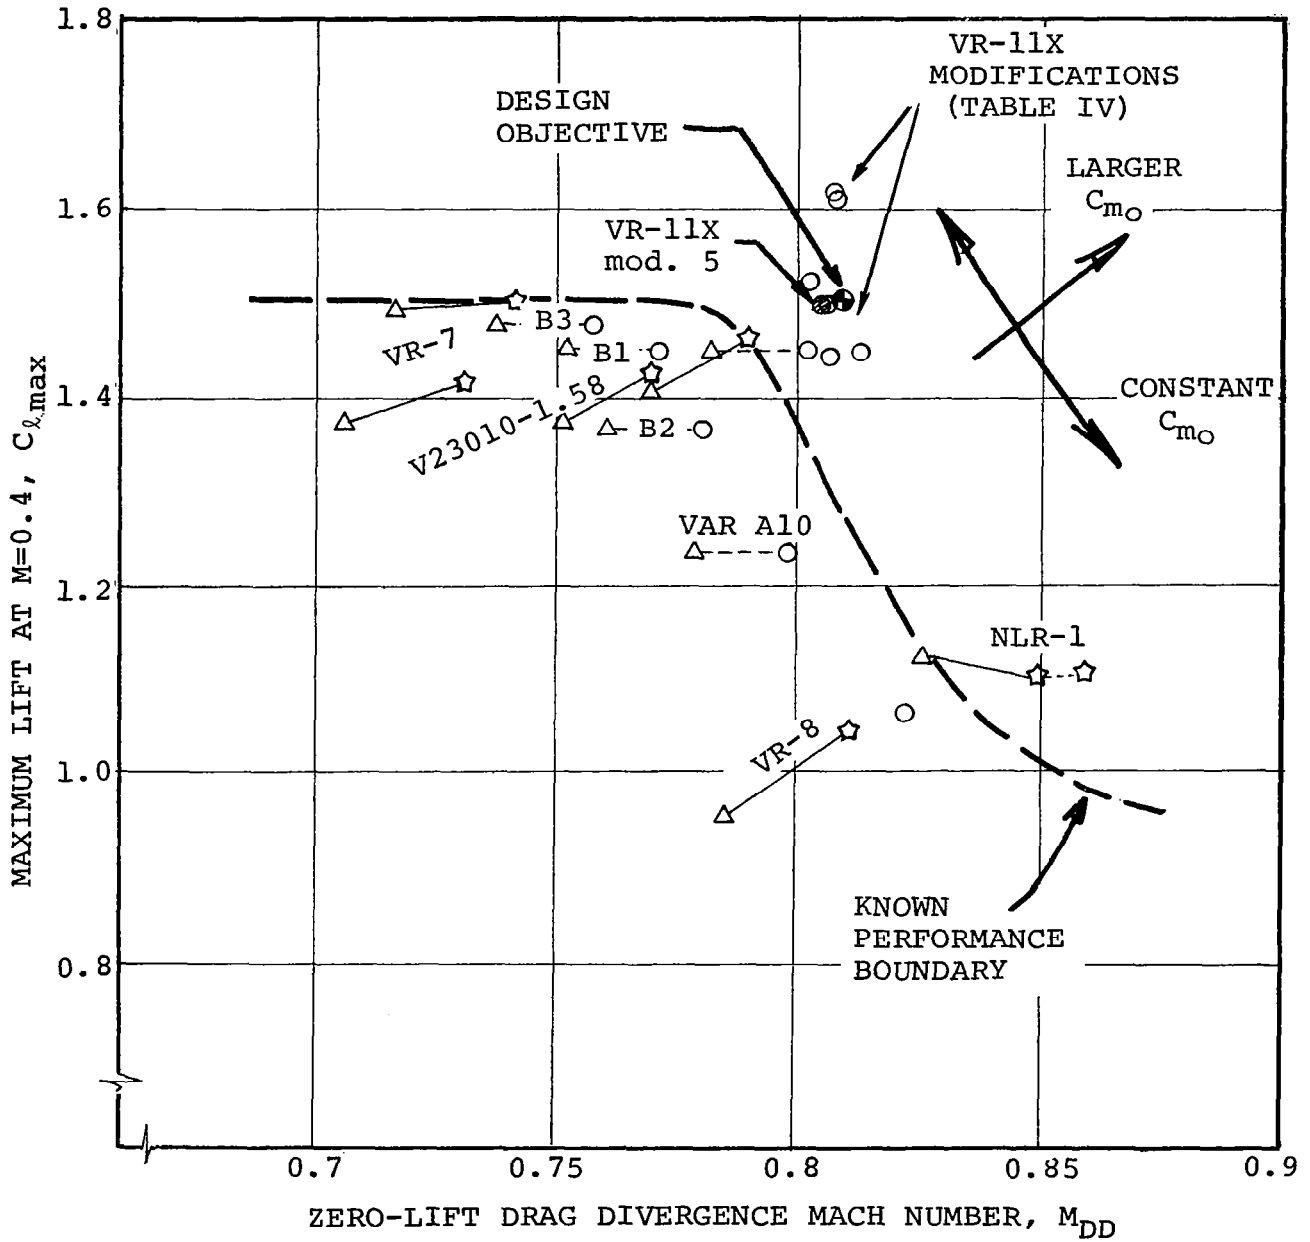 1.8
VR-11X
MODIFICATIONS
(TABLE IV)
DESIGN
OBJECTIVE
LARGER
Cmo
1.6
VR-11X
mod. 5
B3
VR-7
B1
CONSTANT
Cmo
1.4
V23010-1.58
B2
VAR A10
1.2
NLR-1
VR-8
1.0
KNOWN
PERFORMANCE
BOUNDARY
0.8
MAXIMUM LIFT AT M=0.4, Cℓmax
0.7 0.75 0.8 0.85 0.9
ZERO-LIFT DRAG DIVERGENCE MACH NUMBER, MDD